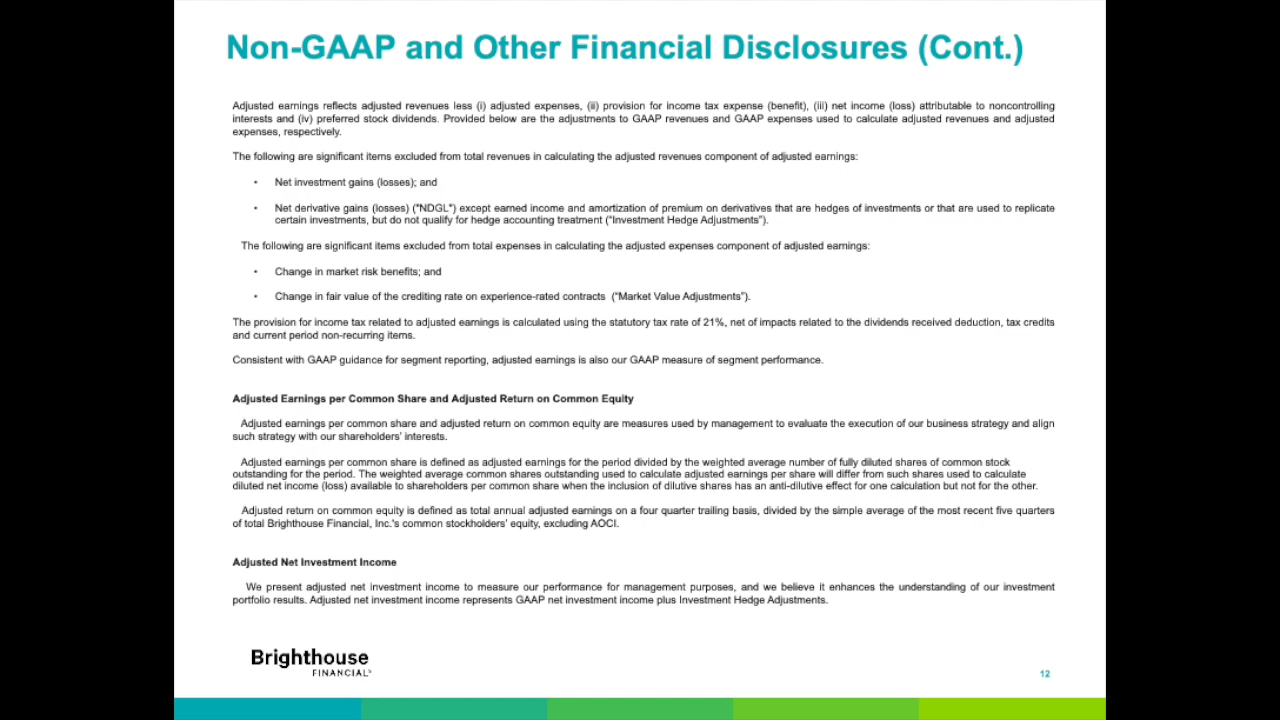 Non-GAAP and Other Financial Disclosures (Cont.)
Adjusted earnings reflects adjusted revenues less (i) adjusted expenses, (ii) provision for income tax expense (benefit), (iii) net income (loss) attributable to noncontrolling
interests and (iv) preferred stock dividends. Provided below are the adjustments to GAAP revenues and GAAP expenses used to calculate adjusted revenues and adjusted
expenses, respectively.
The following are significant items excluded from total revenues in calculating the adjusted revenues component of adjusted earnings:
• Net investment gains (losses); and
• Net derivative gains (losses) ("NDGL") except earned income and amortization of premium on derivatives that are hedges of investments or that are used to replicate
certain investments, but do not qualify for hedge accounting treatment (“Investment Hedge Adjustments”).
The following are significant items excluded from total expenses in calculating the adjusted expenses component of adjusted earnings:
• Change in market risk benefits; and
• Change in fair value of the crediting rate on experience-rated contracts (“Market Value Adjustments”).
The provision for income tax related to adjusted earnings is calculated using the statutory tax rate of 21%, net of impacts related to the dividends received deduction, tax credits
and current period non-recurring items.
Consistent with GAAP guidance for segment reporting, adjusted earnings is also our GAAP measure of segment performance.
Adjusted Earnings per Common Share and Adjusted Return on Common Equity
Adjusted earnings per common share and adjusted return on common equity are measures used by management to evaluate the execution of our business strategy and align
such strategy with our shareholders’ interests.
Adjusted earnings per common share is defined as adjusted earnings for the period divided by the weighted average number of fully diluted shares of common stock
outstanding for the period. The weighted average common shares outstanding used to calculate adjusted earnings per share will differ from such shares used to calculate
diluted net income (loss) available to shareholders per common share when the inclusion of dilutive shares has an anti-dilutive effect for one calculation but not for the other.
Adjusted return on common equity is defined as total annual adjusted earnings on a four quarter trailing basis, divided by the simple average of the most recent five quarters
of total Brighthouse Financial, Inc.'s common stockholders’ equity, excluding AOCI.
Adjusted Net Investment Income
We present adjusted net investment income to measure our performance for management purposes, and we believe it enhances the understanding of our investment
portfolio results. Adjusted net investment income represents GAAP net investment income plus Investment Hedge Adjustments.
Brighthouse
FINANCIAL
12